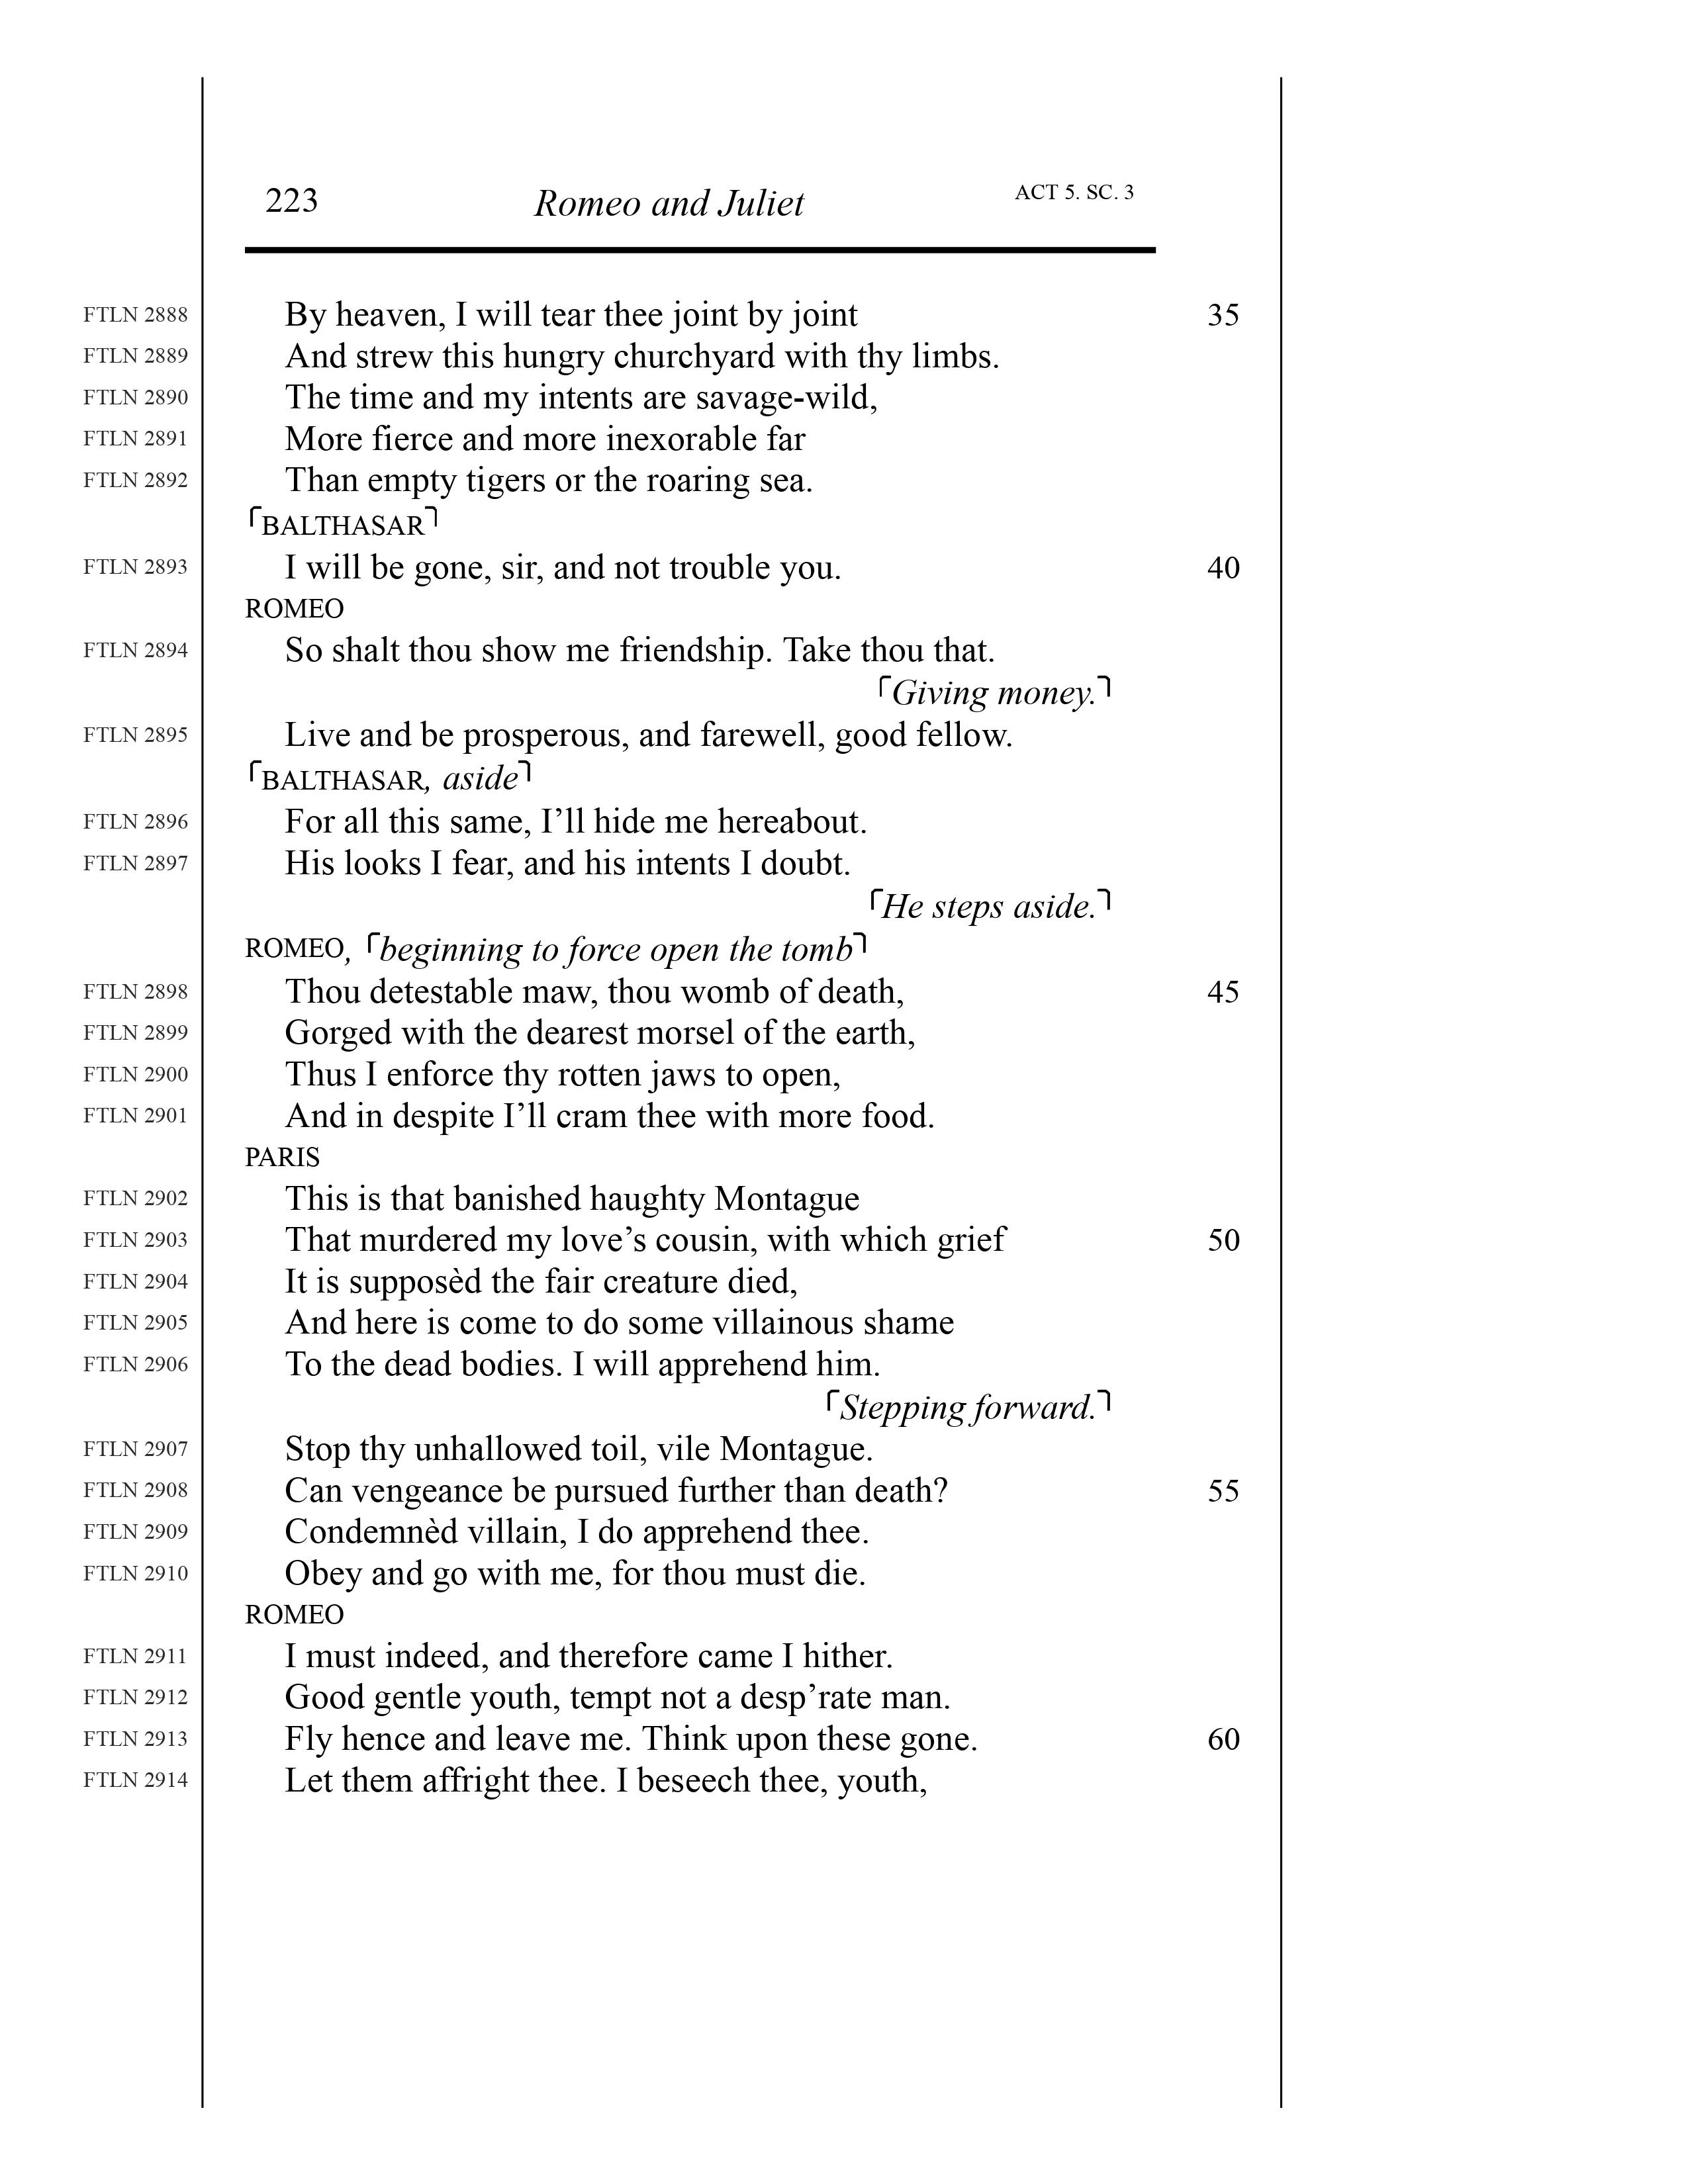 223 Romeo and Juliet ACT 5. SC. 3
FTLN 2888 By heaven, I will tear thee joint by joint 35
FTLN 2889 And strew this hungry churchyard with thy limbs.
FTLN 2890 The time and my intents are savage-wild,
FTLN 2891 More fierce and more inexorable far
FTLN 2892 Than empty tigers or the roaring sea.
⌜BALTHASAR⌝
FTLN 2893 I will be gone, sir, and not trouble you. 40
ROMEO
FTLN 2894 So shalt thou show me friendship. Take thou that.
⌜Giving money.⌝
FTLN 2895 Live and be prosperous, and farewell, good fellow.
⌜BALTHASAR, aside⌝
FTLN 2896 For all this same, I’ll hide me hereabout.
FTLN 2897 His looks I fear, and his intents I doubt.
⌜He steps aside.⌝
ROMEO, ⌜beginning to force open the tomb⌝
FTLN 2898 Thou detestable maw, thou womb of death, 45
FTLN 2899 Gorged with the dearest morsel of the earth,
FTLN 2900 Thus I enforce thy rotten jaws to open,
FTLN 2901 And in despite I’ll cram thee with more food.
PARIS
FTLN 2902 This is that banished haughty Montague
FTLN 2903 That murdered my love’s cousin, with which grief 50
FTLN 2904 It is supposèd the fair creature died,
FTLN 2905 And here is come to do some villainous shame
FTLN 2906 To the dead bodies. I will apprehend him.
⌜Stepping forward.⌝
FTLN 2907 Stop thy unhallowed toil, vile Montague.
FTLN 2908 Can vengeance be pursued further than death? 55
FTLN 2909 Condemnèd villain, I do apprehend thee.
FTLN 2910 Obey and go with me, for thou must die.
ROMEO
FTLN 2911 I must indeed, and therefore came I hither.
FTLN 2912 Good gentle youth, tempt not a desp’rate man.
FTLN 2913 Fly hence and leave me. Think upon these gone. 60
FTLN 2914 Let them affright thee. I beseech thee, youth,